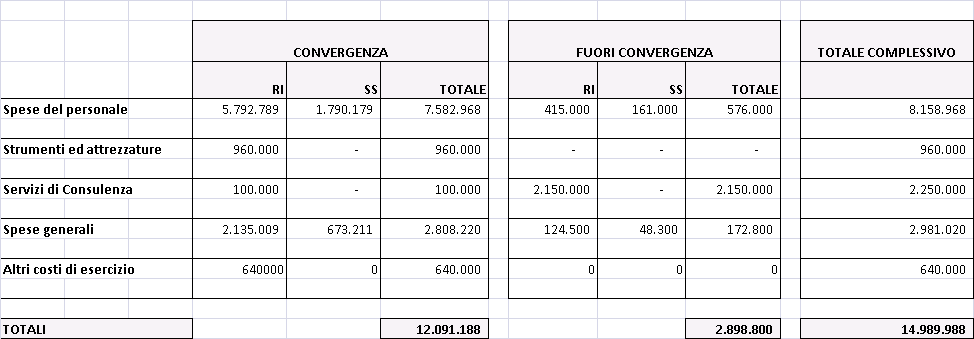 CONVERGENZA FUORI CONVERGENZA TOTALE COMPLESSIVO
RI SS TOTALE RI SS TOTALE
Spese del personale 5.792.789 1.790.179 7.582.968 415.000 161.000 576.000 8.158.968
Strumenti ed attrezzature 960.000 - 960.000 - - - 960.000
Servizi di Consulenza 100.000 - 100.000 2.150.000 - 2.150.000 2.250.000
Spese generali 2.135.009 673.211 2.808.220 124.500 48.300 172.800 2.981.020
Altri costi di esercizio 640000 0 640.000 0 0 0 640.000
TOTALI 12.091.188 2.898.800 14.989.988